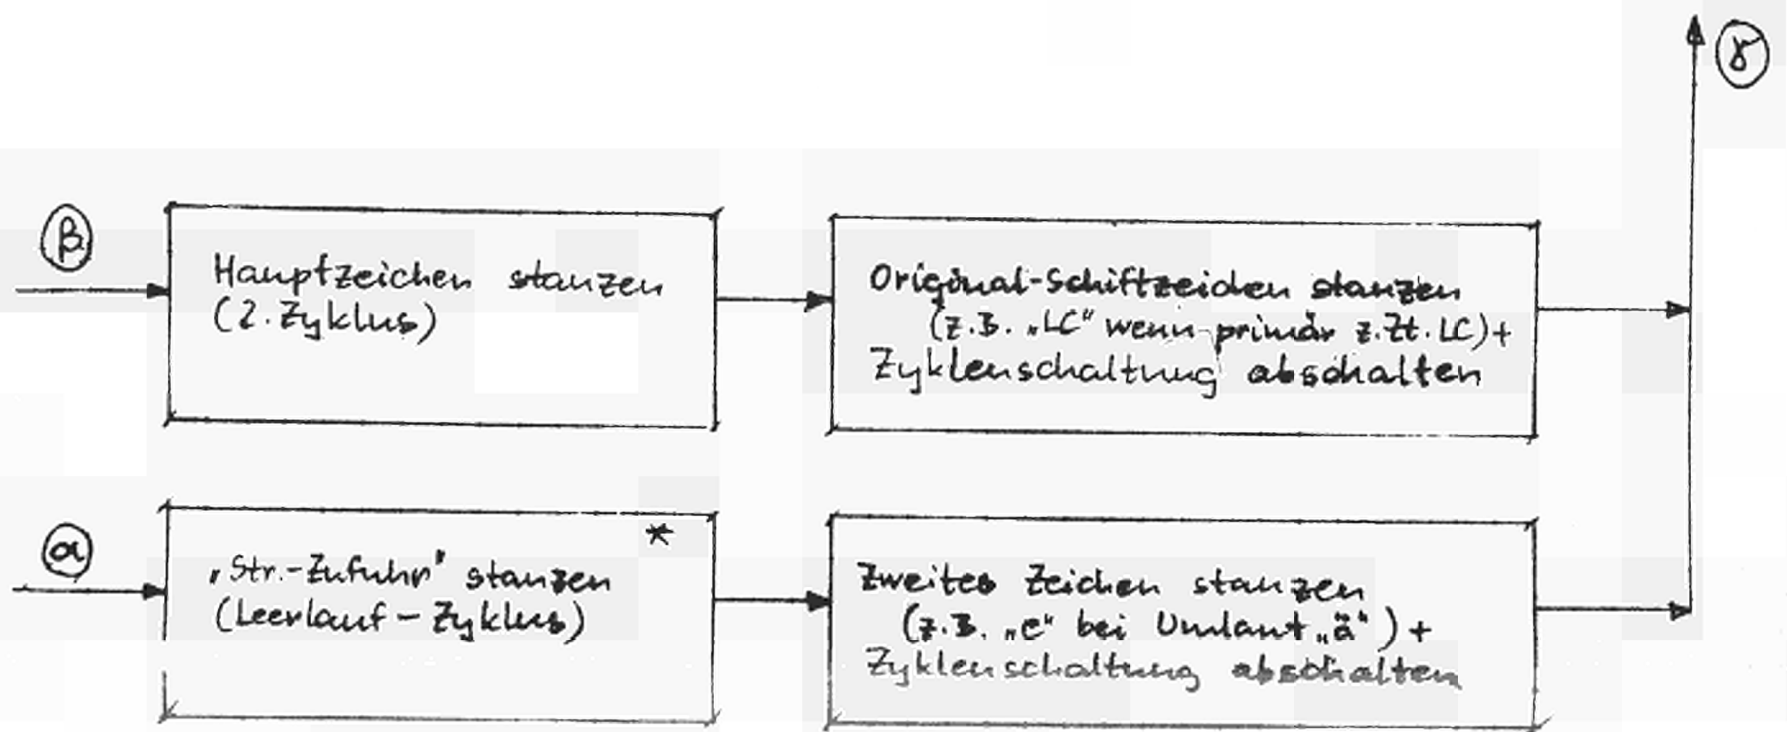 γ
β
Hauptzeichen stanzen
(2. Zyklus)
Original-Schiftzeichen stanzen
(z.B. „LC“ wenn primär z.Zt. LC)+
Zyklenschaltung abschalten
α
*
„Str.-Zufuhr“ stanzen
(Leerlauf-Zyklus)
Zweites Zeichen stanzen
(z.B. „e“ bei Umlaut „ä“) +
Zyklenschaltung abschalten